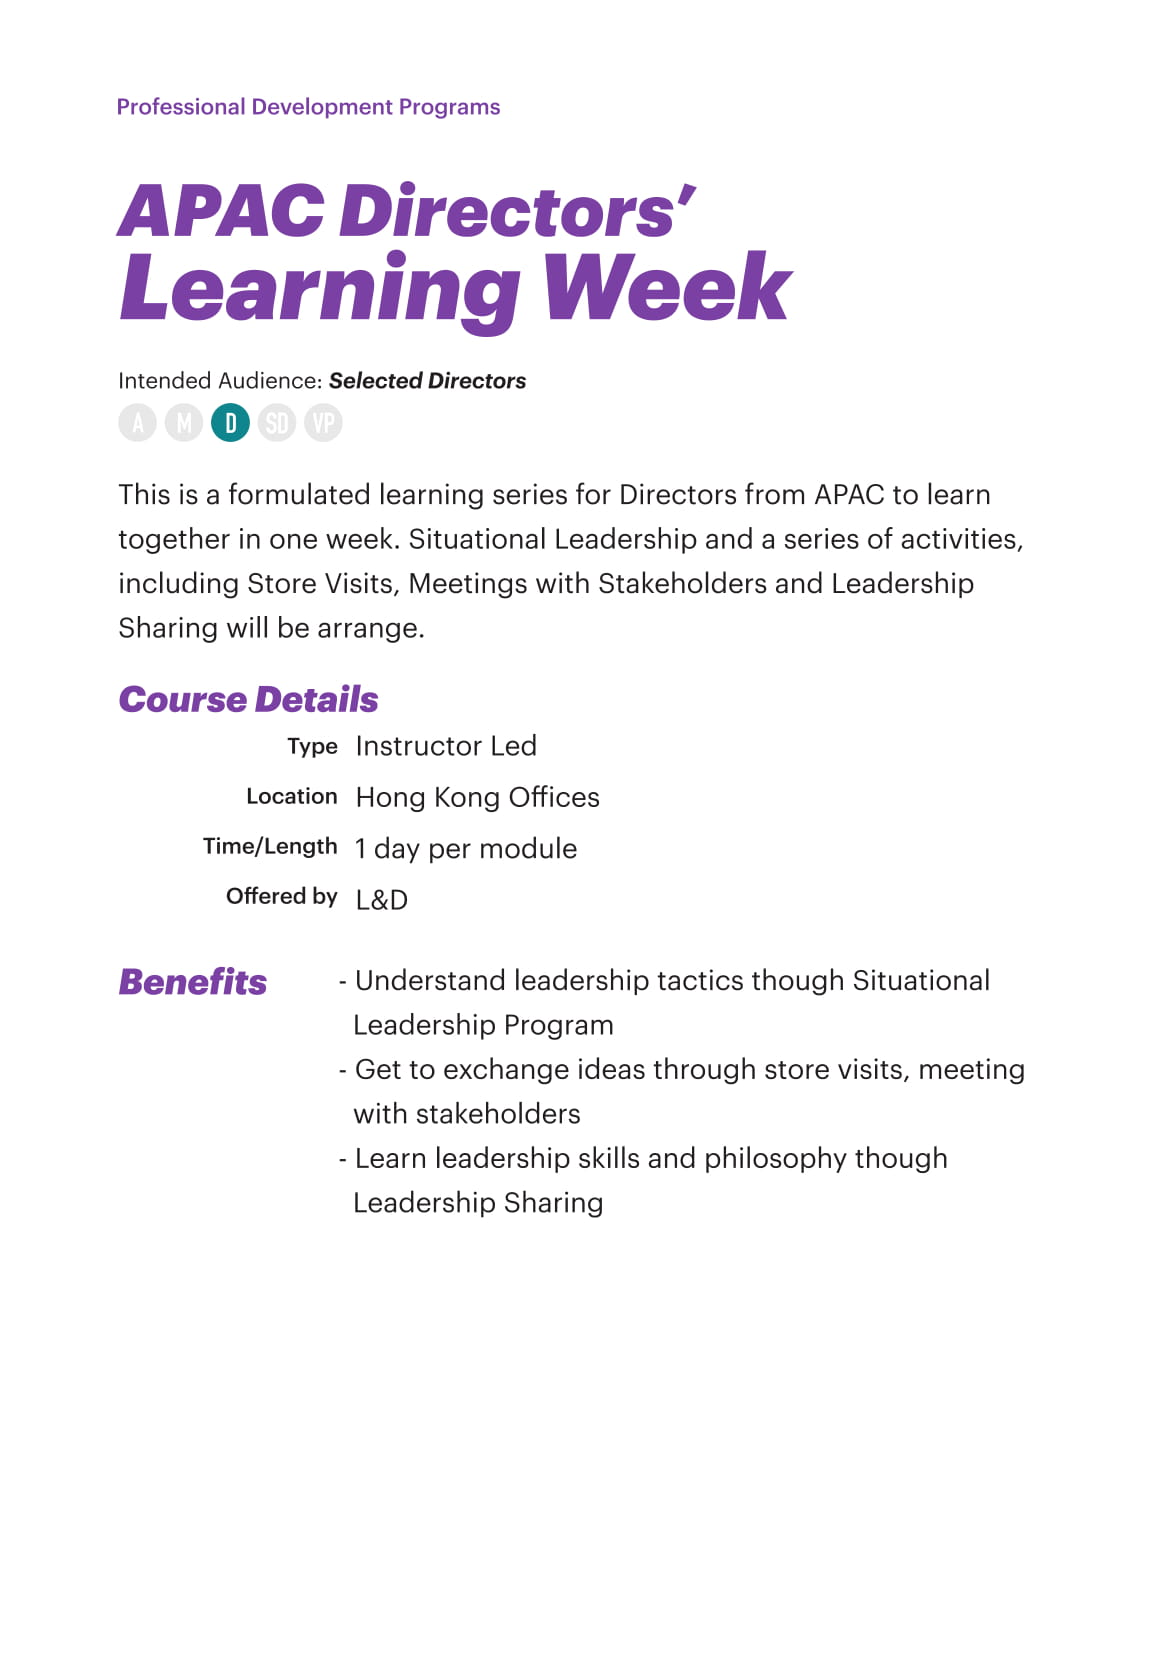 Professional Development Programs
APAC Directors’
Learning Week
Intended Audience: Selected Directors
A M D SD VP
This is a formulated learning series for Directors from APAC to learn
together in one week. Situational Leadership and a series of activities,
including Store Visits, Meetings with Stakeholders and Leadership
Sharing will be arrange.
Course Details
Type Instructor Led
Location Hong Kong Offices
Time/Length 1 day per module
Offered by L&D
Benefits - Understand leadership tactics though Situational
Leadership Program
- Get to exchange ideas through store visits, meeting
with stakeholders
- Learn leadership skills and philosophy though
Leadership Sharing